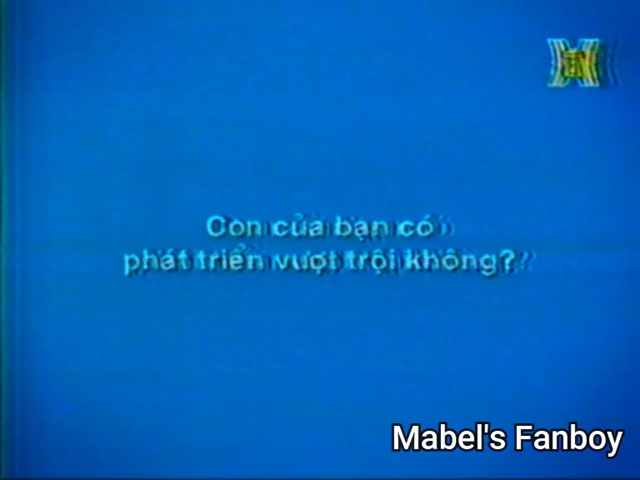 Con của bạn có
phát triển vượt trội không?
Mabel's Fanboy